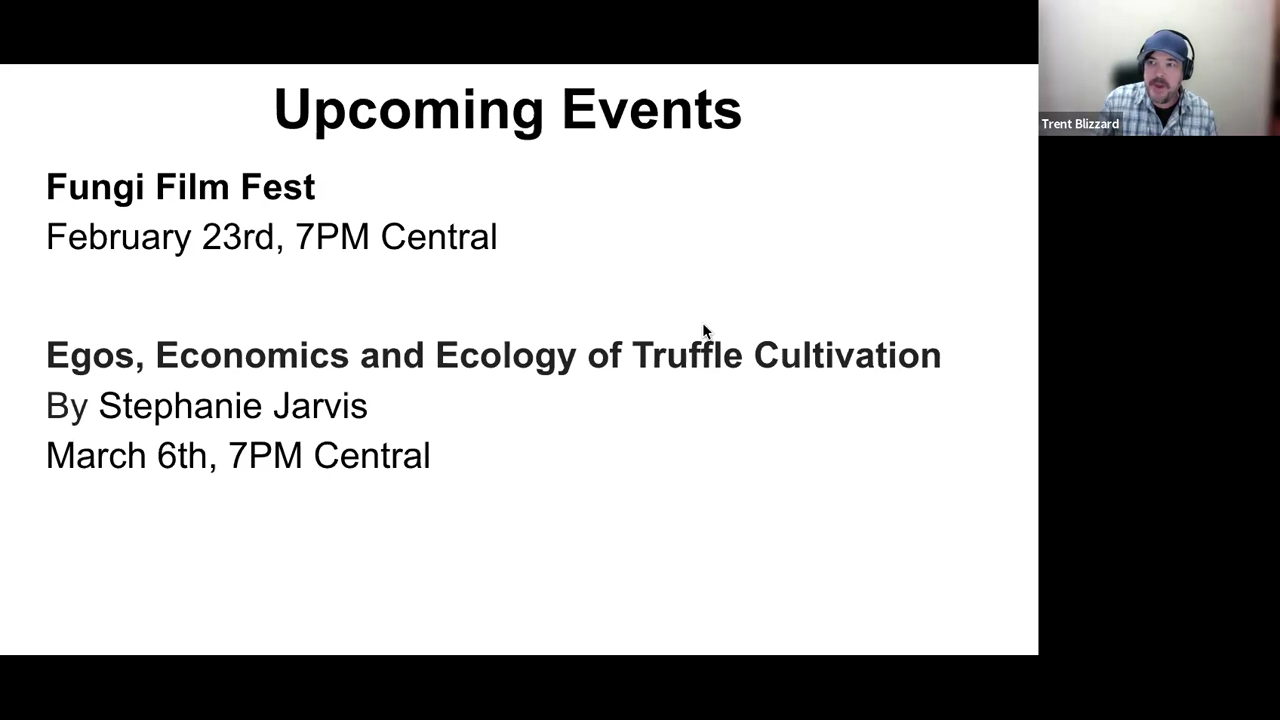 Upcoming Events
Fungi Film Fest
February 23rd, 7PM Central
Egos, Economics and Ecology of Truffle Cultivation
By Stephanie Jarvis
March 6th, 7PM Central
Trent Blizzard